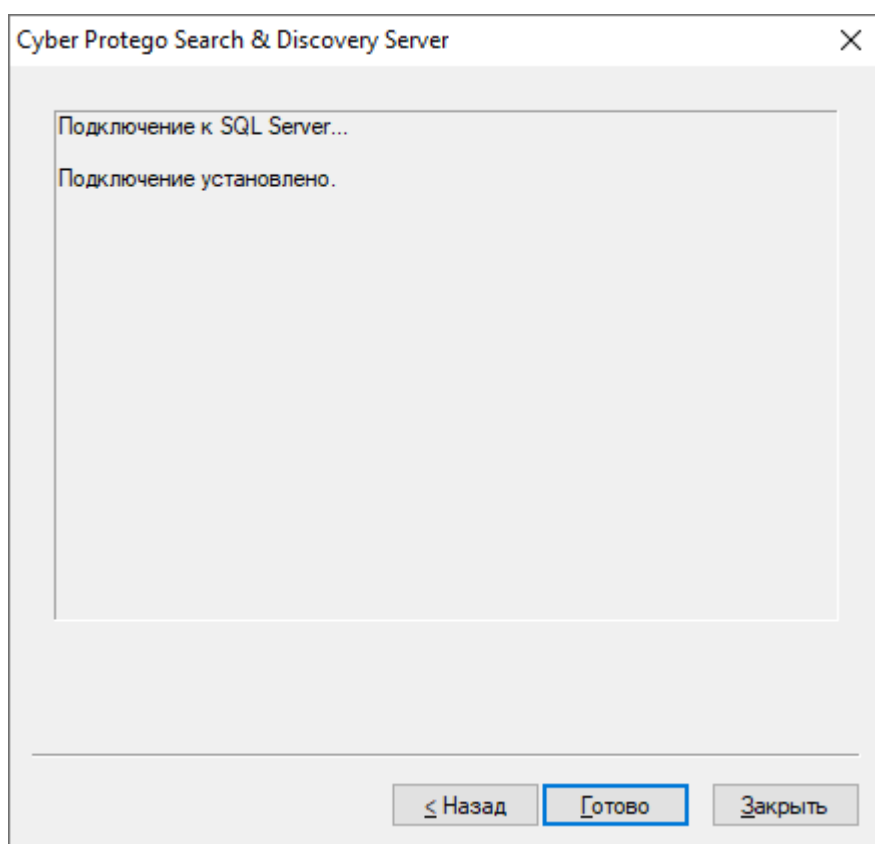 Cyber Protego Search & Discovery Server
Подключение к SQL Server...
Подключение установлено.
< Назад
Готово
Закрыть